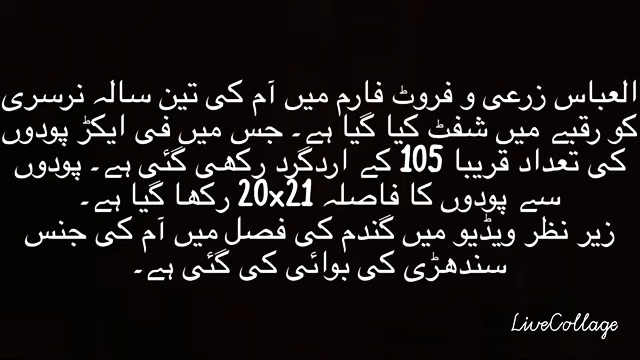 العباس زرعی و فروٹ فارم میں آم کی تین سالہ نرسری
کو رقبے میں شفٹ کیا گیا ہے۔ جس میں فی ایکڑ پودوں
کی تعداد قریبا 105 کے اردگرد رکھی گئی ہے۔ پودوں
سے پودوں کا فاصلہ 20x21 رکھا گیا ہے۔
زیر نظر ویڈیو میں گندم کی فصل میں آم کی جنس
سندھڑی کی بوائی کی گئی ہے۔
LiveCollage